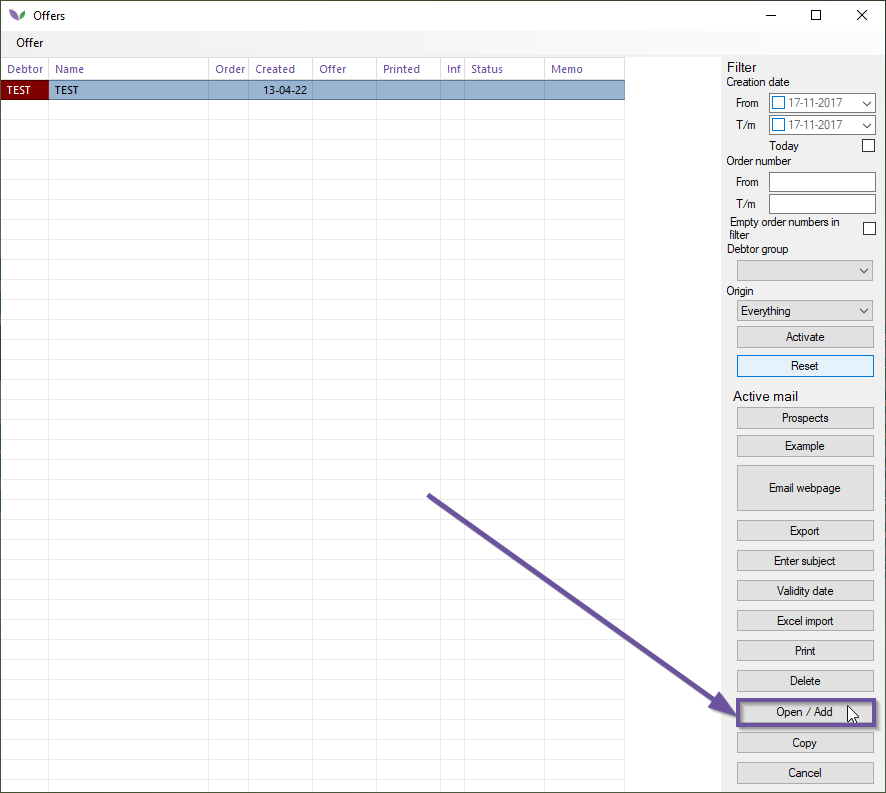 Offers
Offer
Debtor Name Order Created Offer Printed Inf Status Memo
TEST TEST 13-04-22
Filter
Creation date
From 17-11-2017
T/m 17-11-2017
Today
Order number
From
T/m
Empty order numbers in
filter
Debtor group
Origin
Everything
Activate
Reset
Active mail
Prospects
Example
Email webpage
Export
Enter subject
Validity date
Excel import
Print
Delete
Open / Add
Copy
Cancel